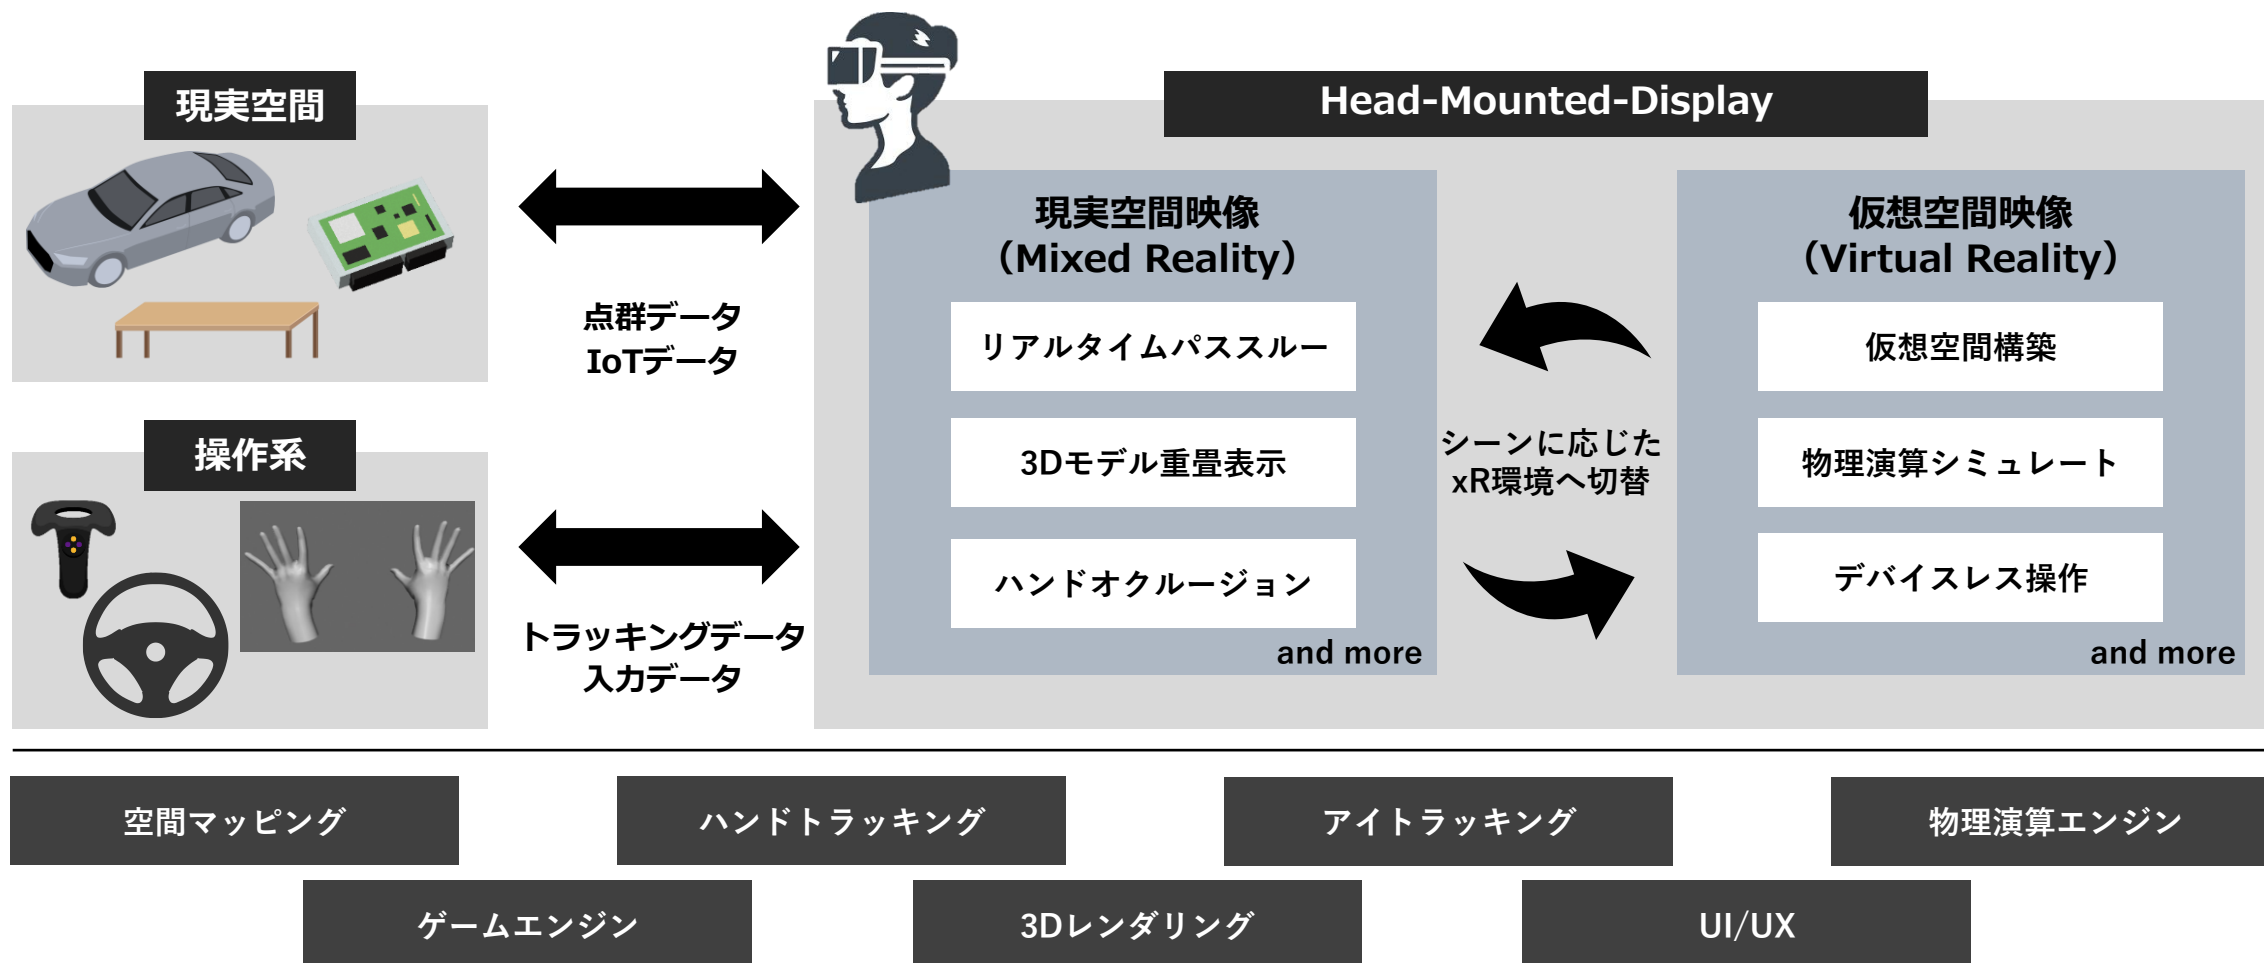 現実空間
点群データ
IoTデータ
操作系
トラッキングデータ
入力データ
Head-Mounted-Display
現実空間映像
（Mixed Reality）
リアルタイムパススルー
3Dモデル重畳表示
ハンドオクルージョン
and more
シーンに応じた
xR環境へ切替
仮想空間映像
（Virtual Reality）
仮想空間構築
物理演算シミュレート
デバイスレス操作
and more
空間マッピング
ハンドトラッキング
アイトラッキング
物理演算エンジン
ゲームエンジン
3Dレンダリング
UI/UX